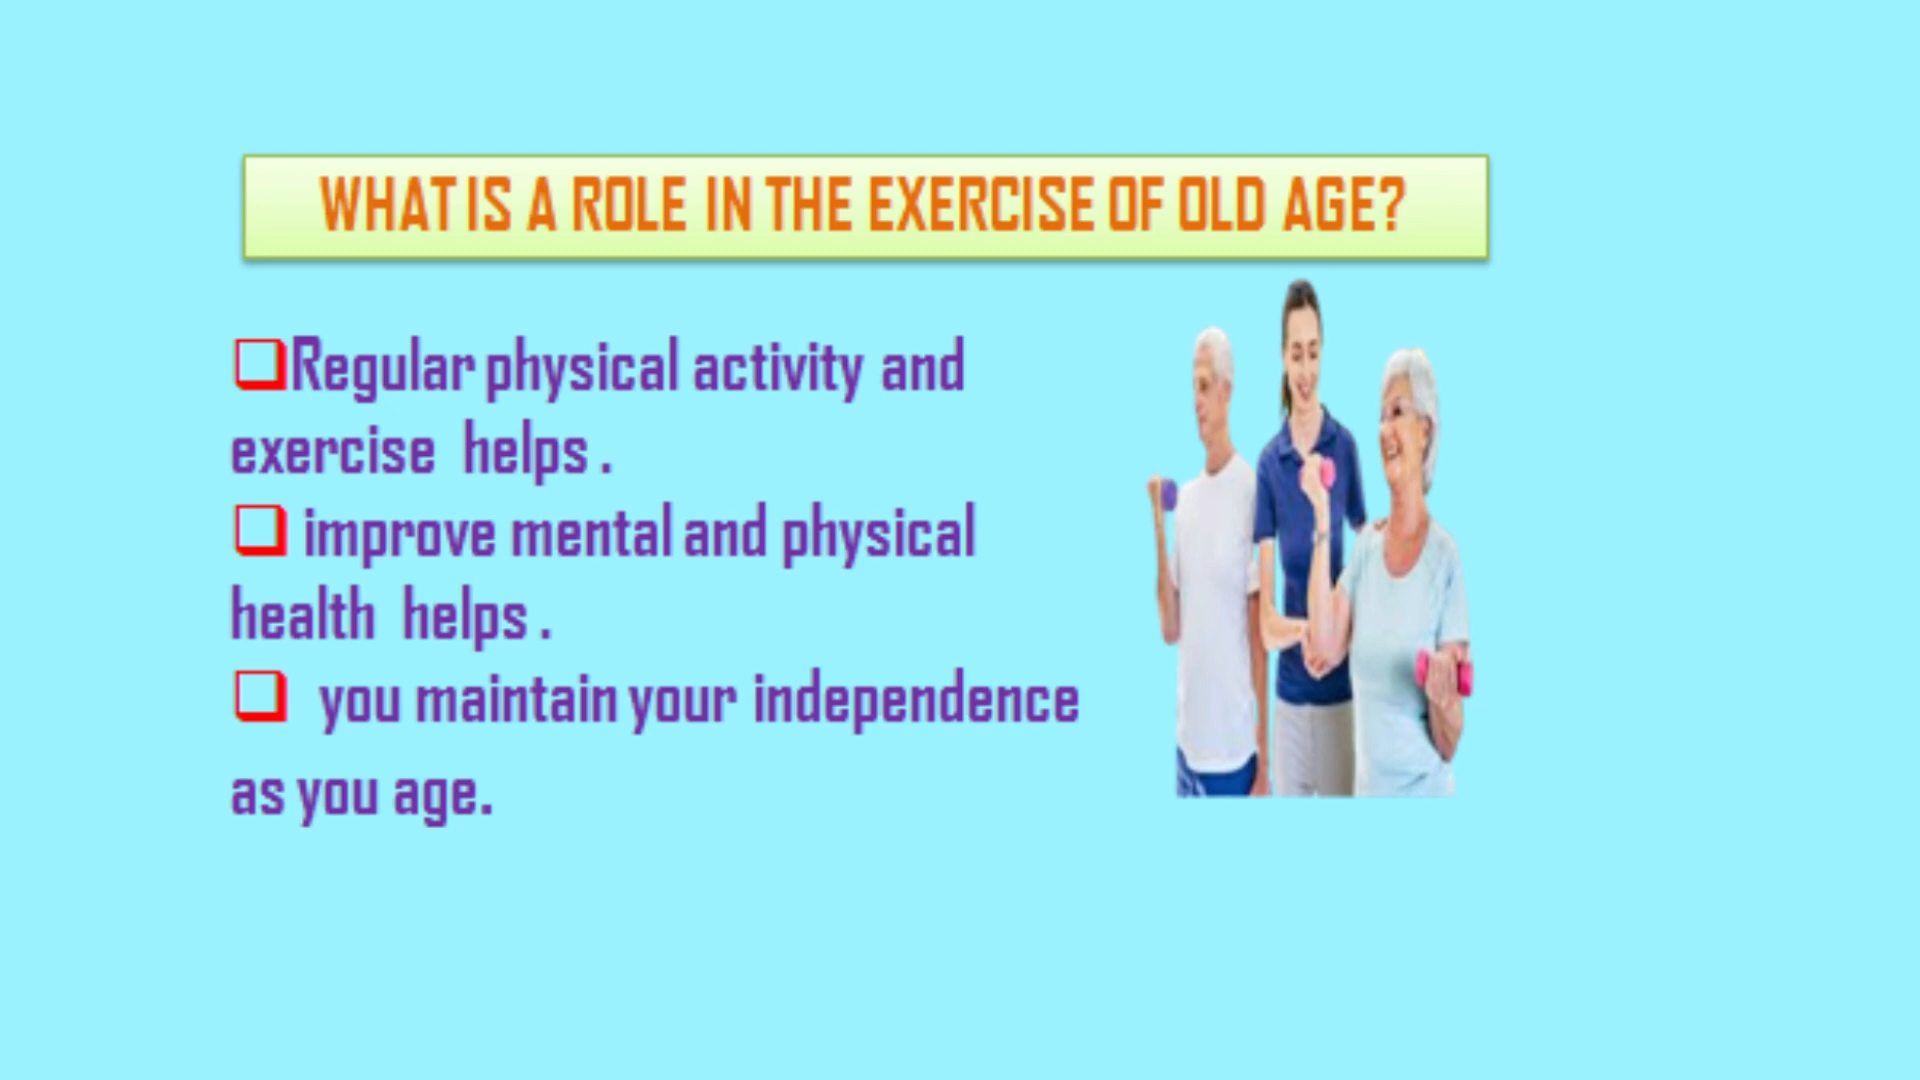 WHAT IS A ROLE IN THE EXERCISE OF OLD AGE?
Regular physical activity and
exercise helps .
improve mental and physical
health helps .
you maintain your independence
as you age.